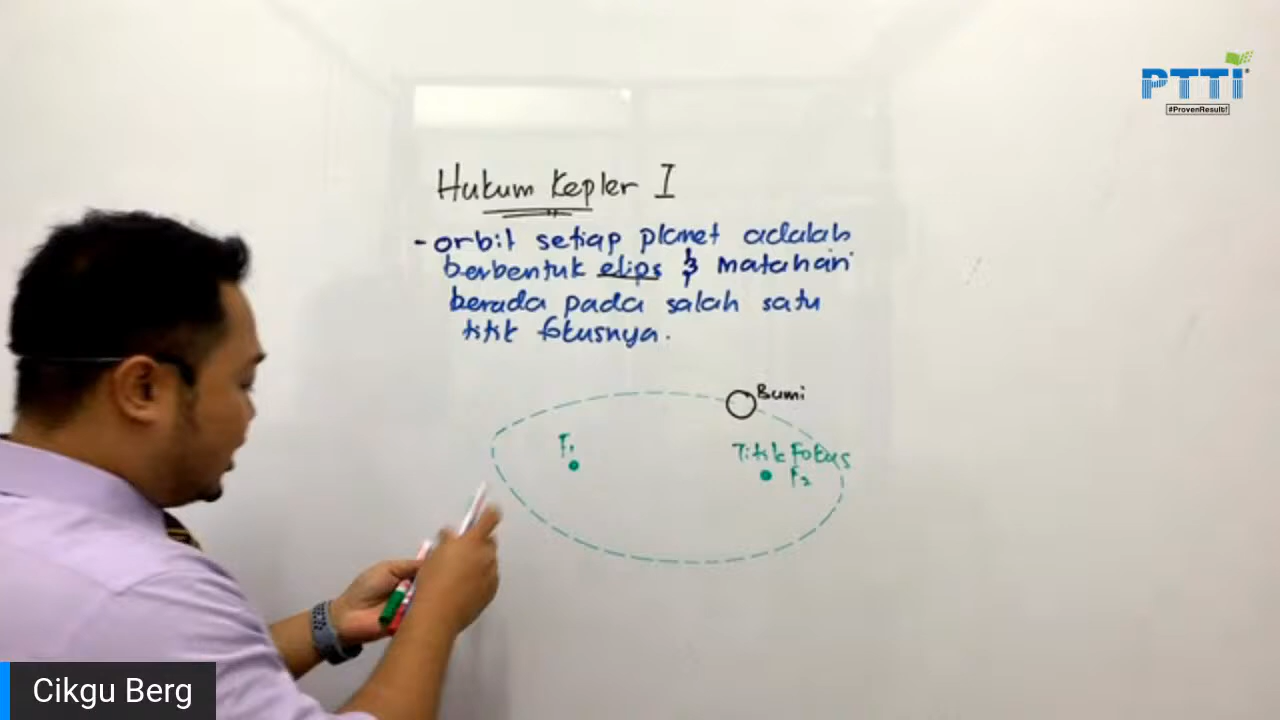 PTTI
#ProvenResult!
Hukum Kepler I
- orbit setiap planet adalah
berbentuk elips & matahari
berada pada salah satu
titik fokusnya.
Bumi
F₁
Titik Fokus
F₂
Cikgu Berg